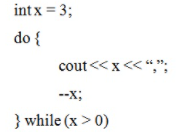 int x = 3;
do {
cout << x << “,”;
--x;
} while (x > 0)